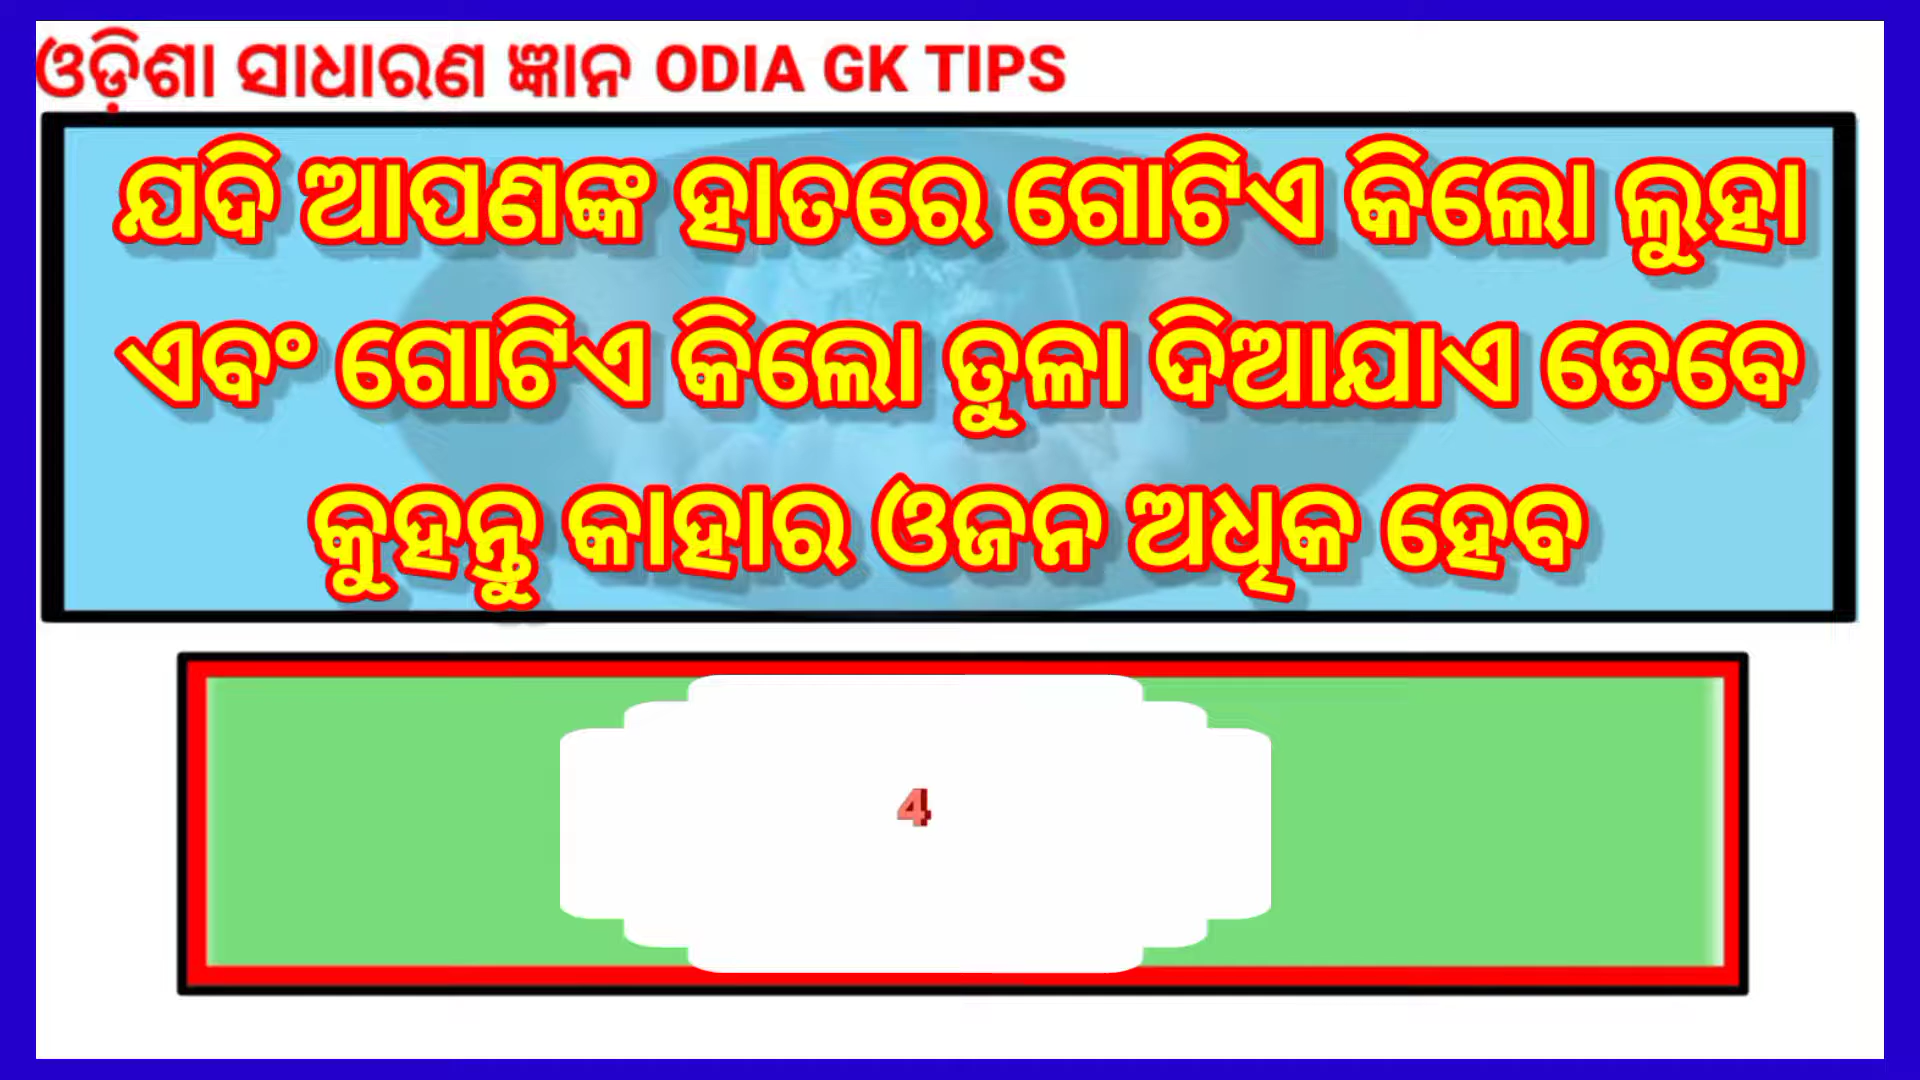 ଓଡ଼ିଶା ସାଧାରଣ ଜ୍ଞାନ ODIA GK TIPS
ଯଦି ଆପଣଙ୍କ ହାତରେ ଗୋଟିଏ କିଲୋ ଲୁହା
ଏବଂ ଗୋଟିଏ କିଲୋ ତୁଳା ଦିଆଯାଏ ତେବେ
କୁହନ୍ତୁ କାହାର ଓଜନ ଅଧିକ ହେବ
4